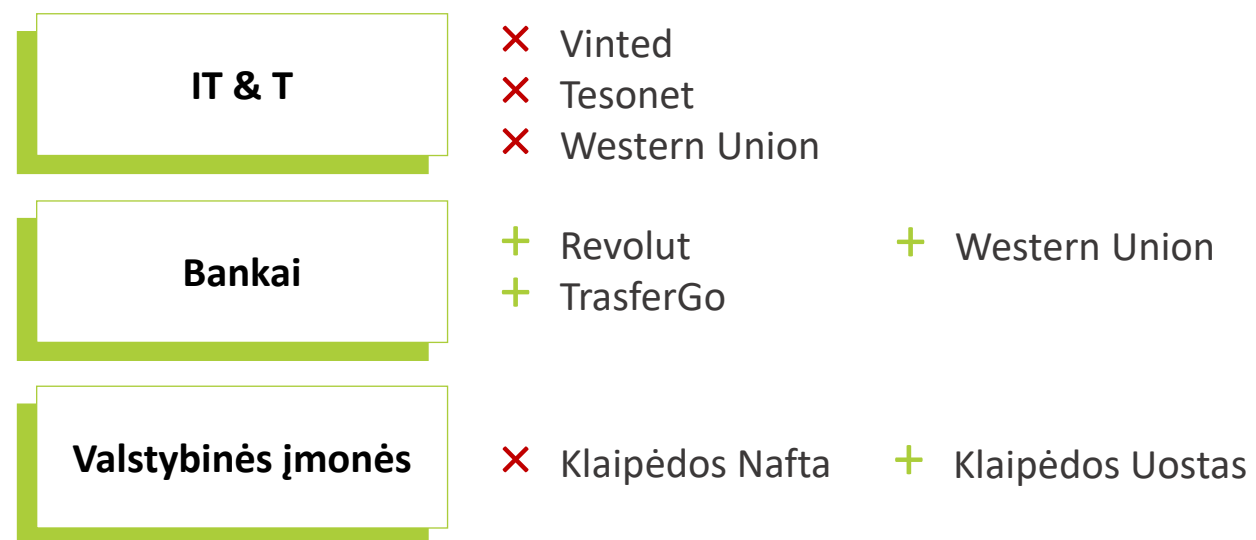 IT & T
× Vinted
× Tesonet
× Western Union
Bankai
+ Revolut
+ TrasferGo
+ Western Union
Valstybinės įmonės
× Klaipėdos Nafta
+ Klaipėdos Uostas